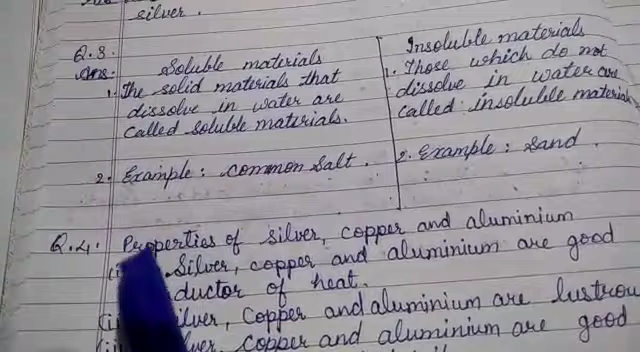 silver.
Q.3.
Ans.
Soluble materials
1. The solid materials that
dissolve in water are
called soluble materials.
2. Example: Common salt.
Insoluble materials
1. Those which do not
dissolve in water are
called insoluble material
2. Example: Sand.
Q.4. Properties of silver, copper and aluminium
(i) Silver, copper and aluminium are good
ductor of heat.
(ii) ilver, Copper and aluminium are lustrou
lver, Copper and aluminium are good